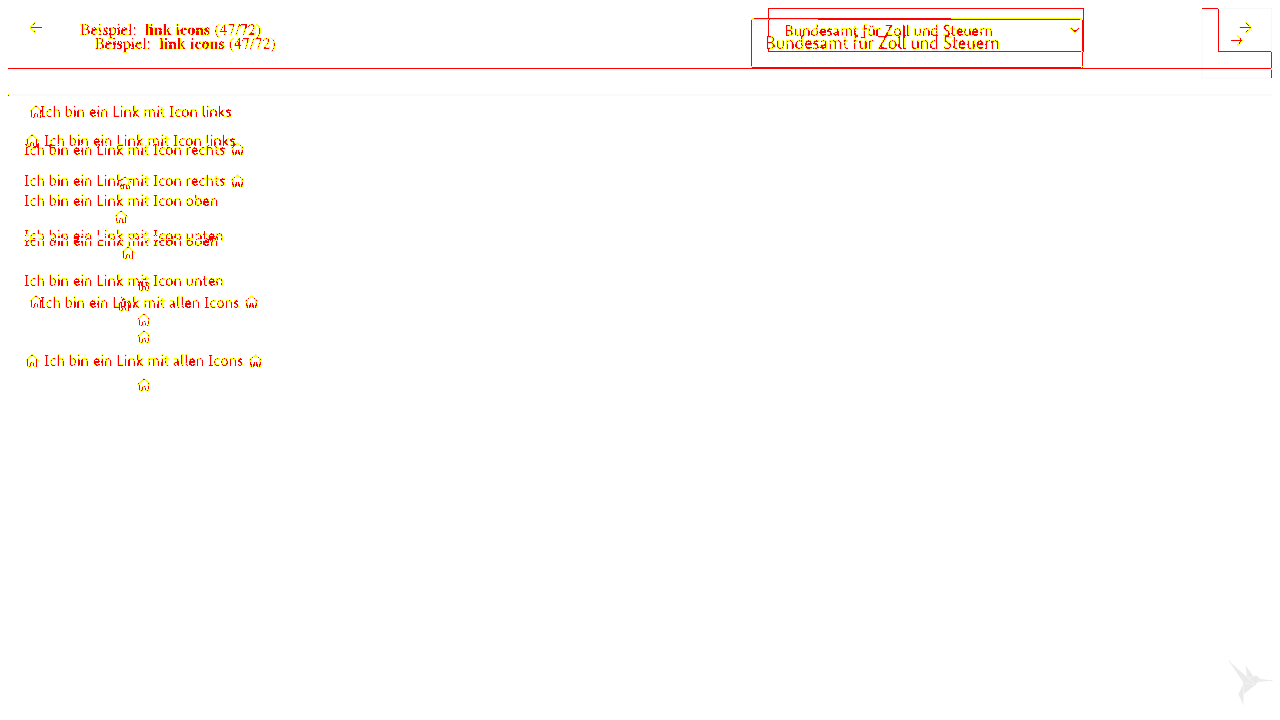 Beispiel: link icons (47/72)
Bundesamt für Zoll und Steuern
Beispiel: link icons (47/72)
Bundesamt für Zoll und Steuern
Ich bin ein Link mit Icon links
Ich bin ein Link mit Icon links
Ich bin ein Link mit Icon rechts
Ich bin ein Link mit Icon rechts
Ich bin ein Link mit Icon oben
Ich bin ein Link mit Icon unten
Ich bin ein Link mit Icon oben
Ich bin ein Link mit Icon unten
Ich bin ein Link mit allen Icons
Ich bin ein Link mit allen Icons